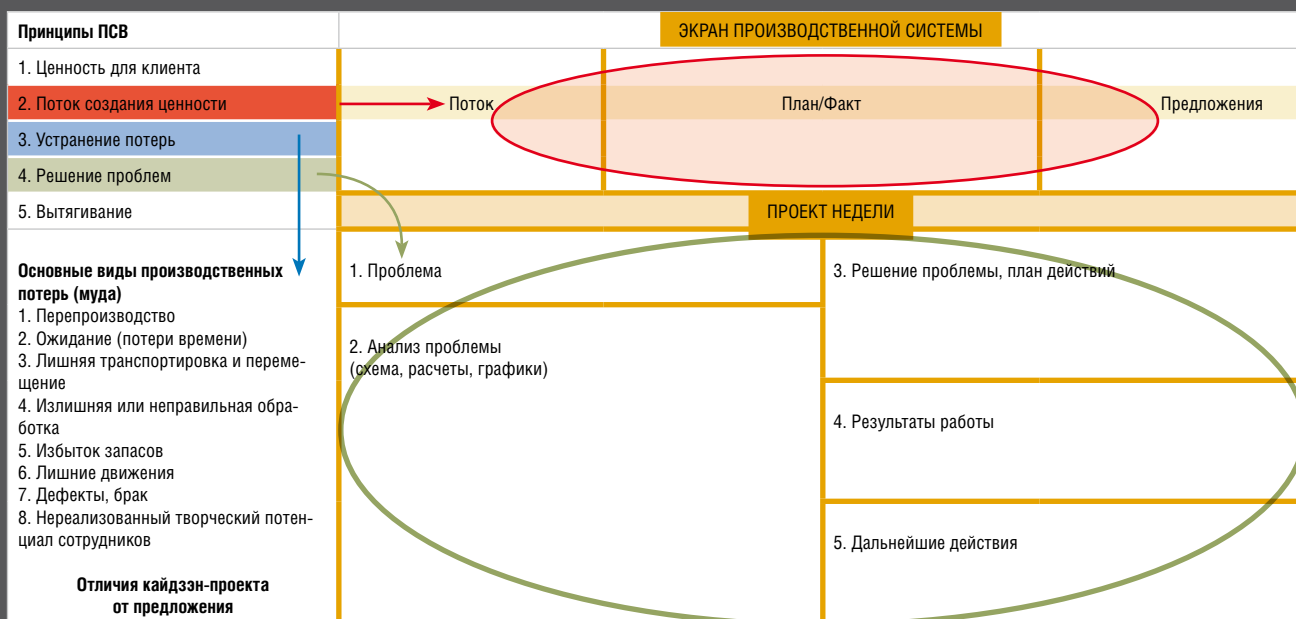 Принципы ПСВ
ЭКРАН ПРОИЗВОДСТВЕННОЙ СИСТЕМЫ
1. Ценность для клиента
2. Поток создания ценности
Поток
План/Факт
Предложения
3. Устранение потерь
4. Решение проблем
5. Вытягивание
ПРОЕКТ НЕДЕЛИ
Основные виды производственных
потерь (муда)
1. Перепроизводство
2. Ожидание (потери времени)
3. Лишняя транспортировка и переме-
щение
4. Излишняя или неправильная обра-
ботка
5. Избыток запасов
6. Лишние движения
7. Дефекты, брак
8. Нереализованный творческий потен-
циал сотрудников
Отличия кайдзэн-проекта
от предложения
1. Проблема
2. Анализ проблемы
(схема, расчеты, графики)
3. Решение проблемы, план действий
4. Результаты работы
5. Дальнейшие действия